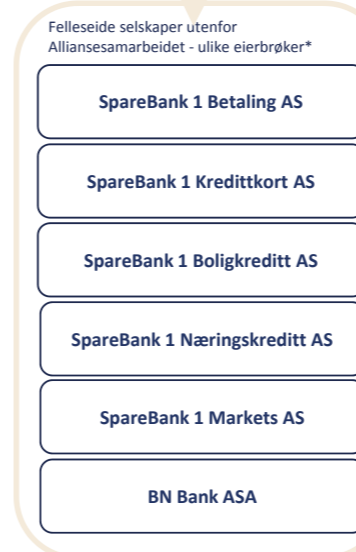 Felleseide selskaper utenfor
Alliansesamarbeidet - ulike eierbrøker*
SpareBank 1 Betaling AS
SpareBank 1 Kredittkort AS
SpareBank 1 Boligkreditt AS
SpareBank 1 Næringskreditt AS
SpareBank 1 Markets AS
BN Bank ASA